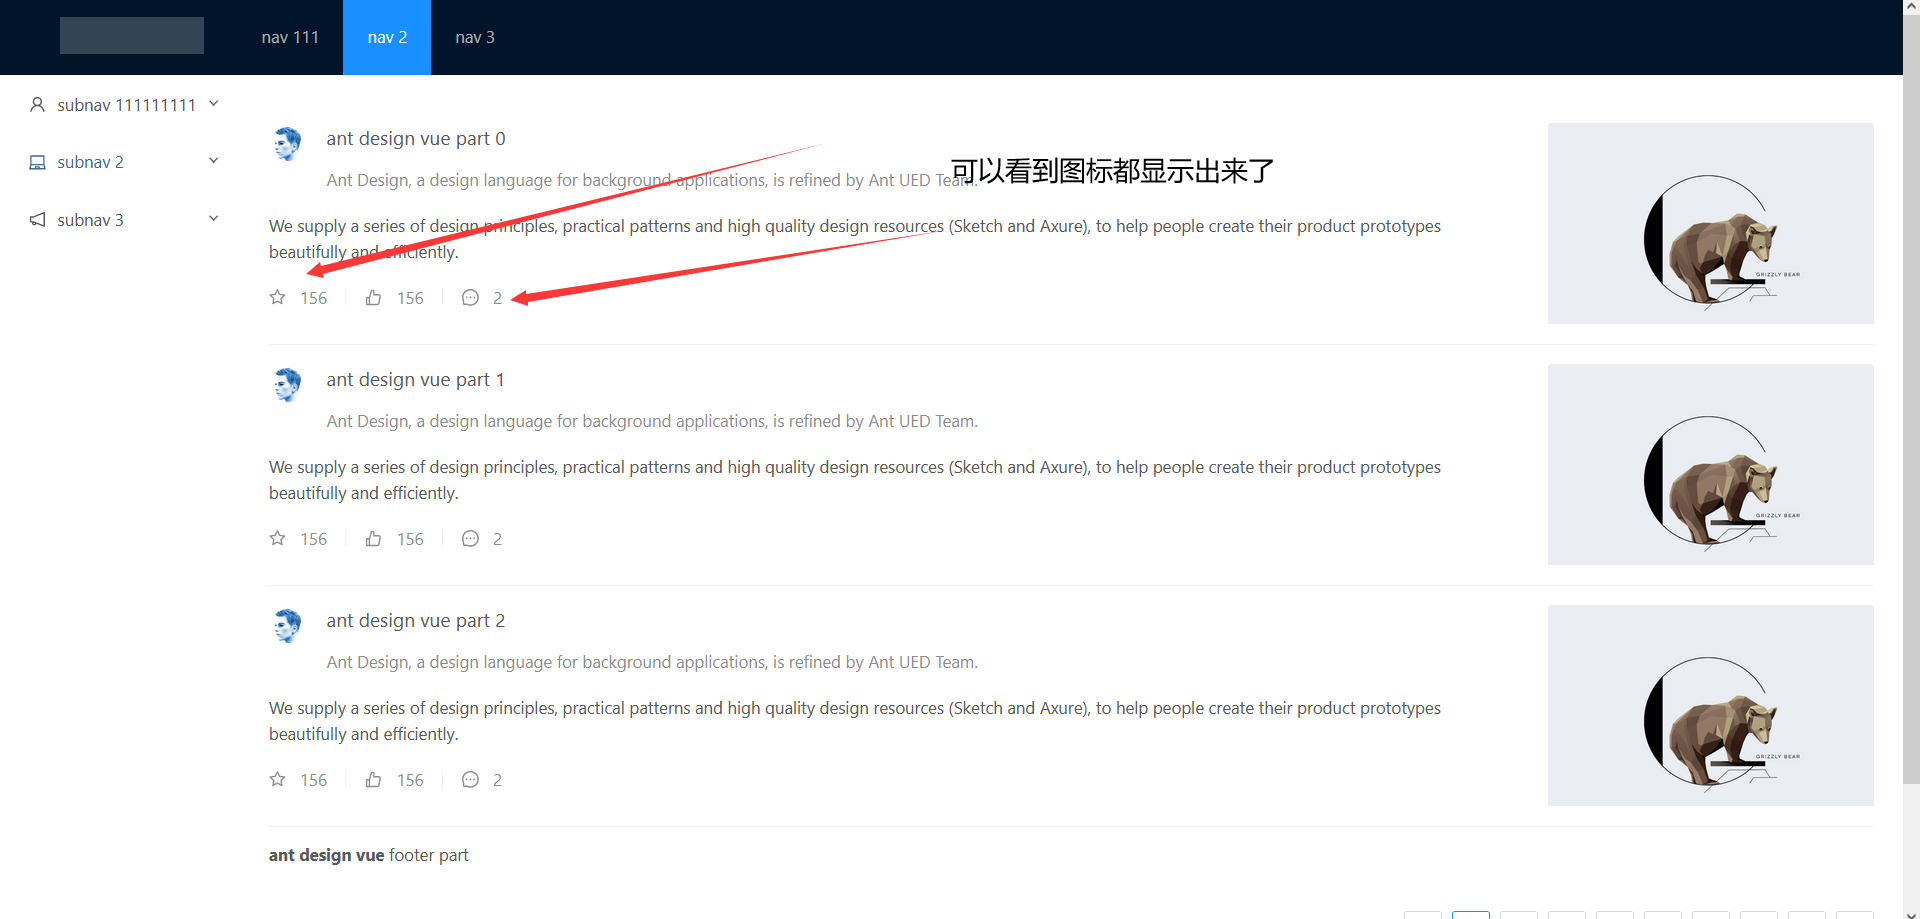 nav 111
nav 2
nav 3
subnav 111111111
subnav 2
subnav 3
ant design vue part 0
Ant Design, a design language for background applications, is refined by Ant UED Team.
可以看到图标都显示出来了
We supply a series of design principles, practical patterns and high quality design resources (Sketch and Axure), to help people create their product prototypes
beautifully and efficiently.
156
156
2
GRIZZLY BEAR
ant design vue part 1
Ant Design, a design language for background applications, is refined by Ant UED Team.
We supply a series of design principles, practical patterns and high quality design resources (Sketch and Axure), to help people create their product prototypes
beautifully and efficiently.
156
156
2
GRIZZLY BEAR
ant design vue part 2
Ant Design, a design language for background applications, is refined by Ant UED Team.
We supply a series of design principles, practical patterns and high quality design resources (Sketch and Axure), to help people create their product prototypes
beautifully and efficiently.
156
156
2
GRIZZLY BEAR
ant design vue footer part